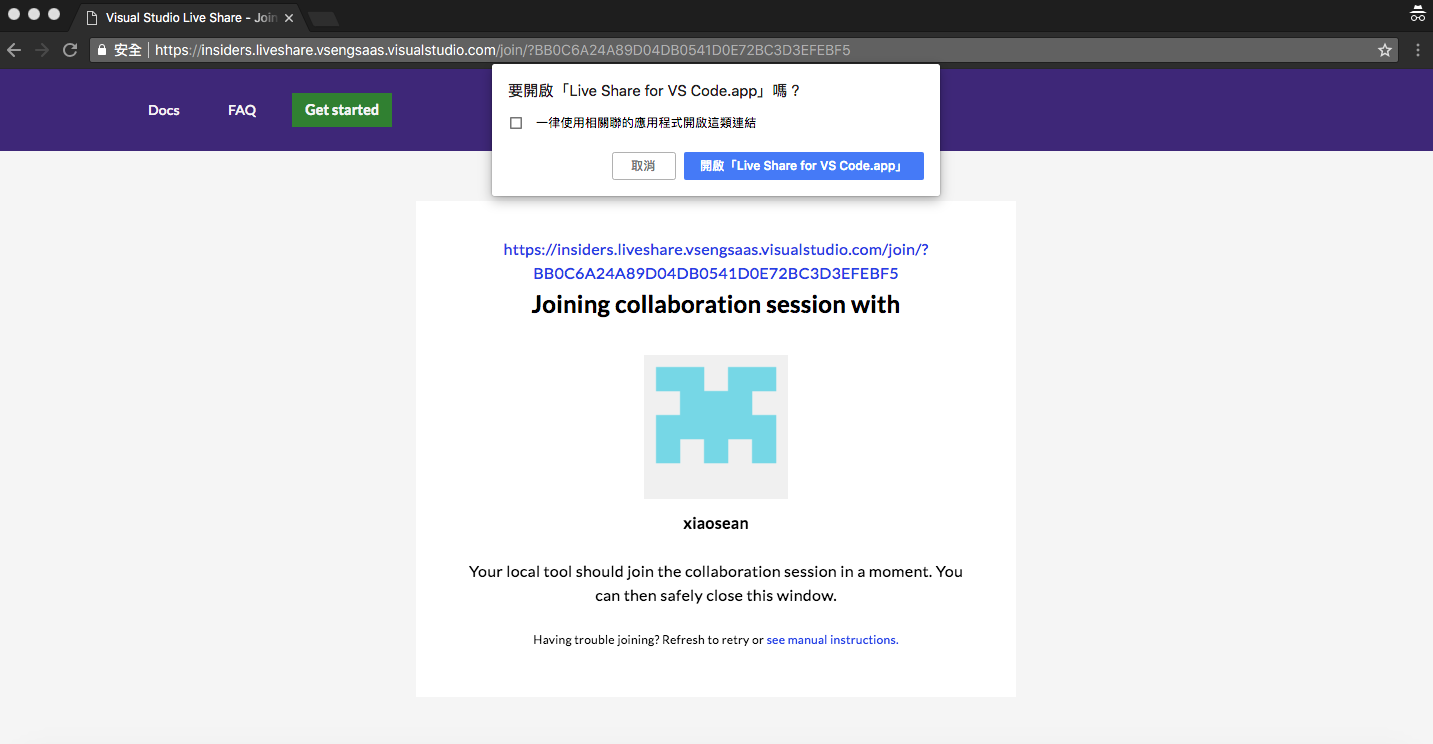 Visual Studio Live Share - Join
安全 https://insiders.liveshare.vsengsaas.visualstudio.com/join/?BB0C6A24A89D04DB0541D0E72BC3D3EFEBF5
Docs FAQ Get started
要開啟「Live Share for VS Code.app」嗎？
一律使用相關聯的應用程式開啟這類連結
取消 開啟「Live Share for VS Code.app」
https://insiders.liveshare.vsengsaas.visualstudio.com/join/?
BB0C6A24A89D04DB0541D0E72BC3D3EFEBF5
Joining collaboration session with
xiaosean
Your local tool should join the collaboration session in a moment. You
can then safely close this window.
Having trouble joining? Refresh to retry or see manual instructions.